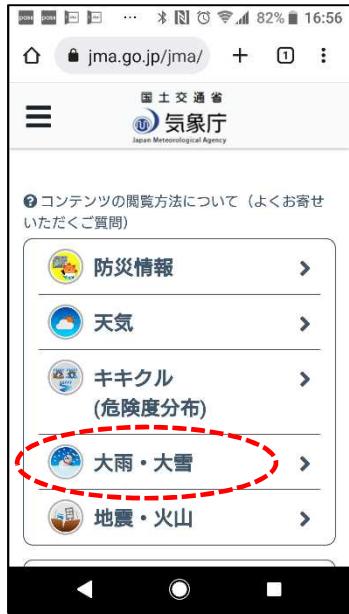 82% 16:56
jma.go.jp/jma/
1
国土交通省
気象庁
Japan Meteorological Agency
コンテンツの閲覧方法について（よくお寄せ
いただくご質問）
防災情報
天気
キキクル
(危険度分布)
大雨・大雪
地震・火山